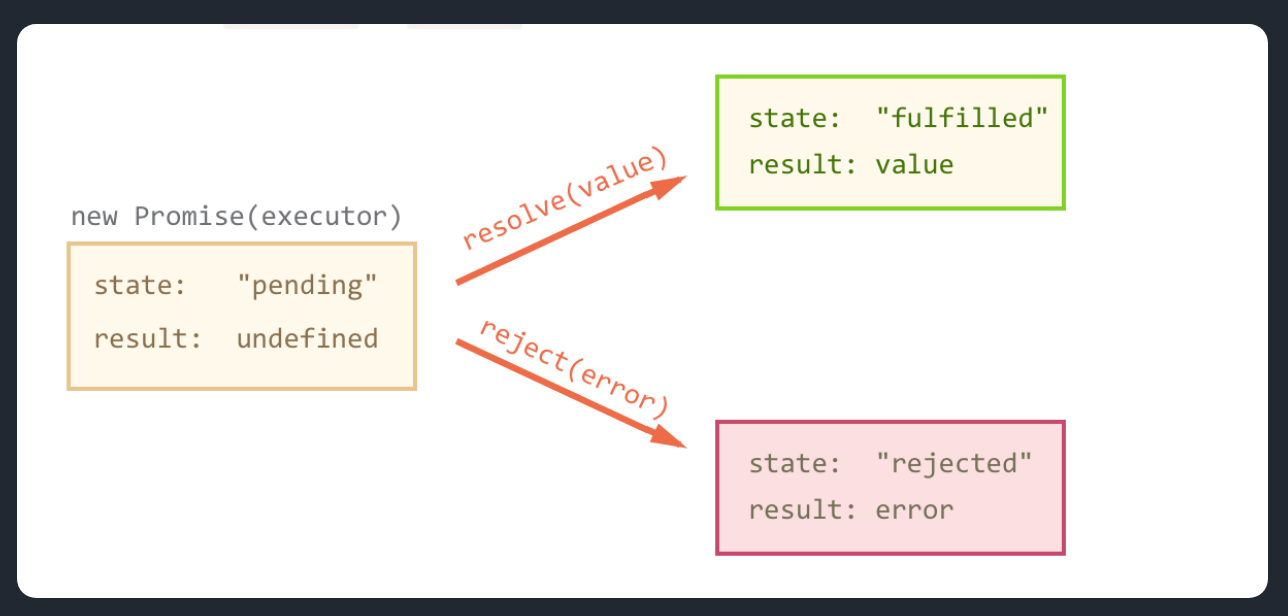 new Promise(executor)
state: "pending"
result: undefined
resolve(value)
reject(error)
state: "fulfilled"
result: value
state: "rejected"
result: error